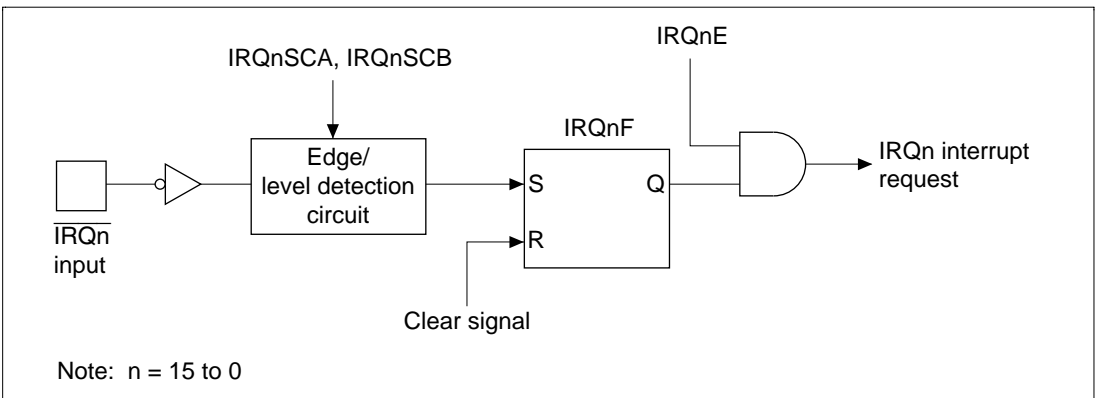 IRQnE
IRQnSCA, IRQnSCB
IRQnF
Edge/
level detection
circuit
S
Q
R
IRQn interrupt
request
IRQn
input
Clear signal
Note: n = 15 to 0